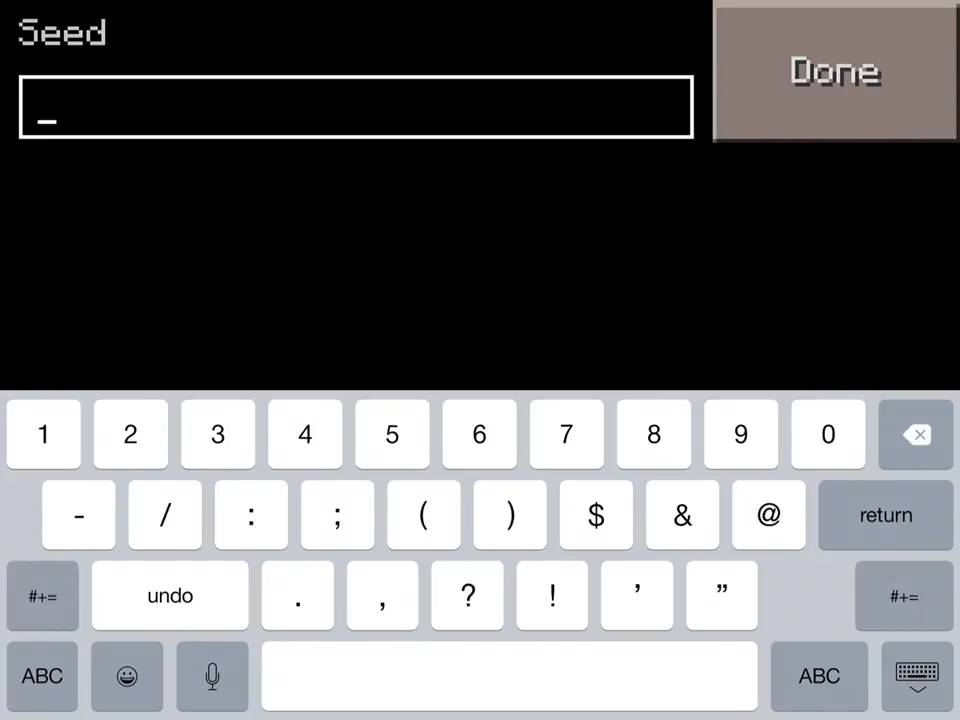 Seed
Done
_
1 2 3 4 5 6 7 8 9 0
- / : ; ( ) $ & @ return
#+= undo . , ? ! ’ ” #+=
ABC ABC